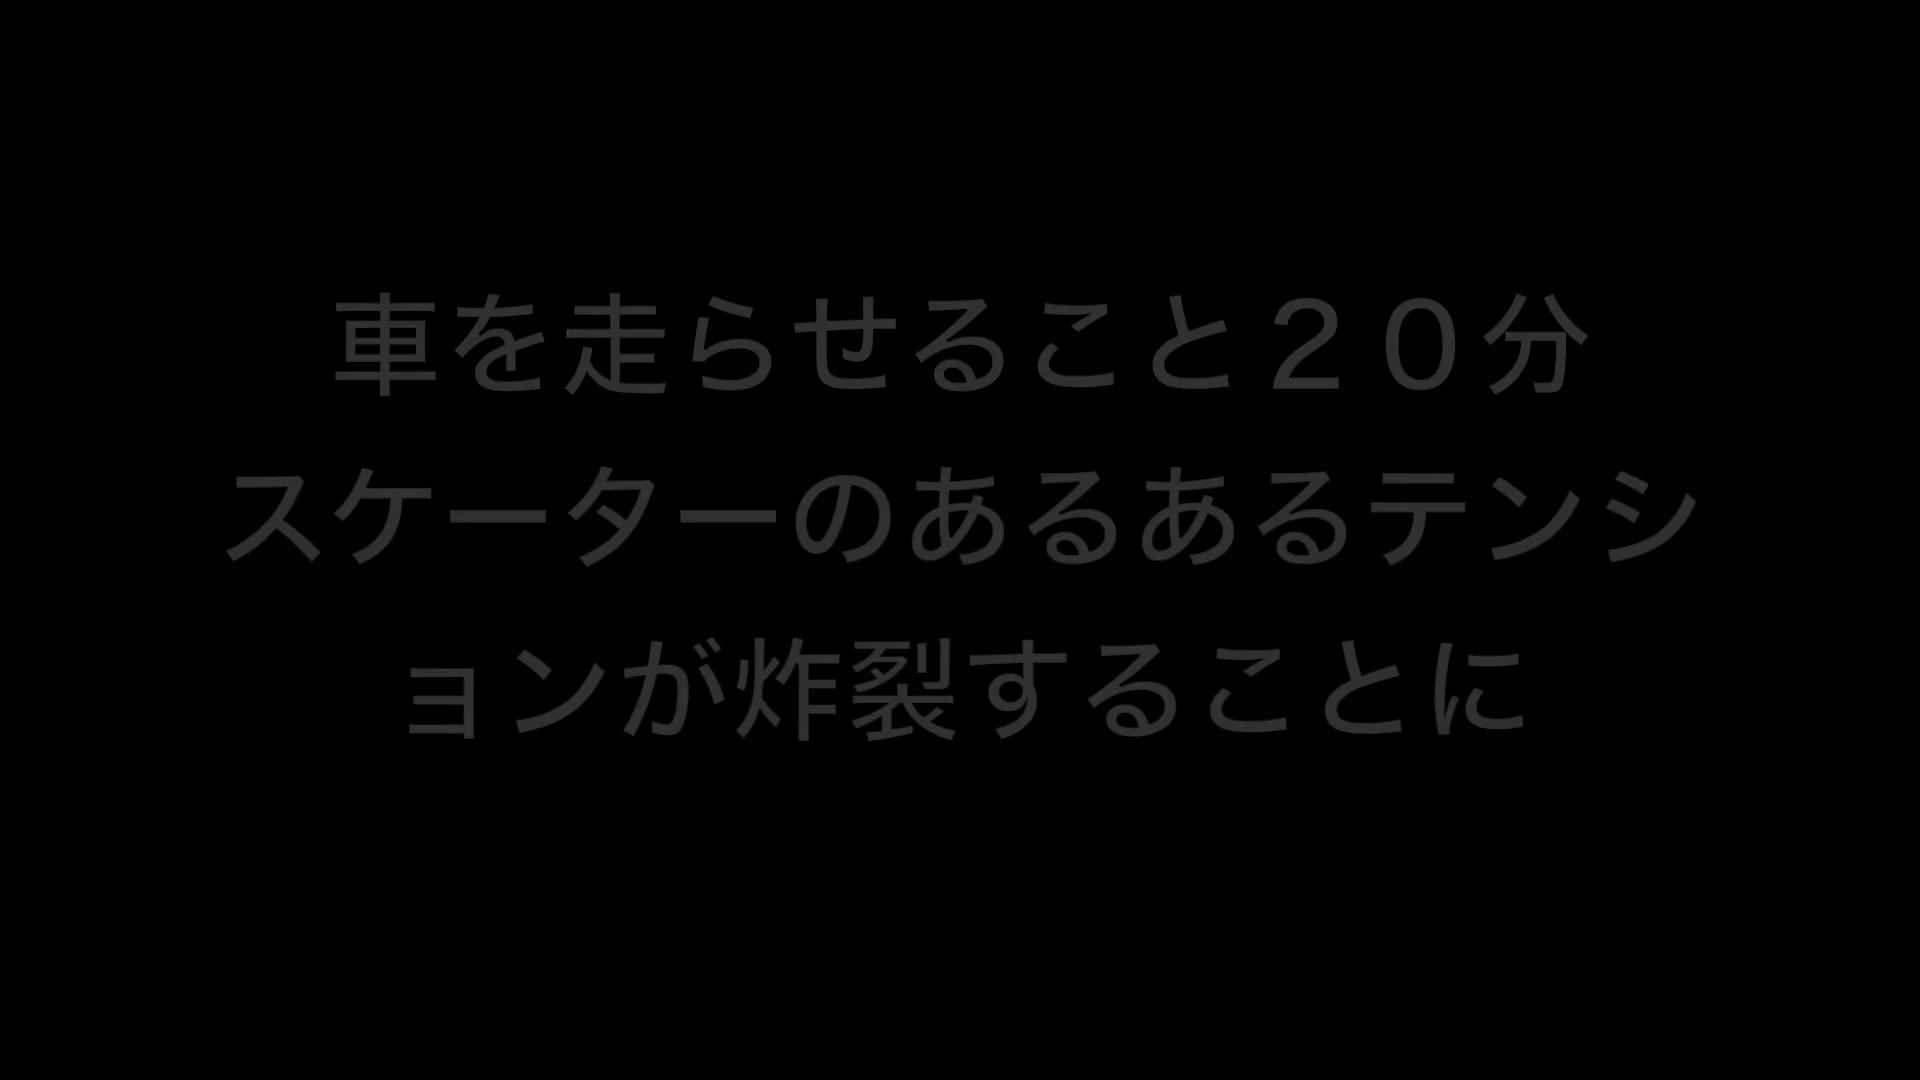 車を走らせること２０分
スケーターのあるあるテンシ
ョンが炸裂することに